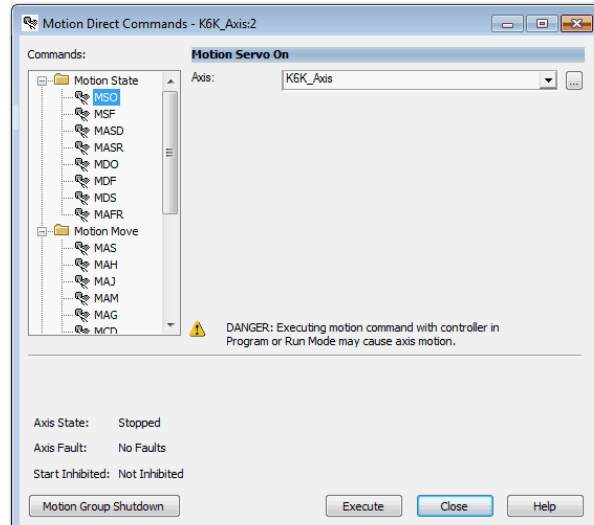 Motion Direct Commands - K6K_Axis:2
Commands:
Motion State
MSO
MSF
MASD
MASR
MDO
MDF
MDS
MAFR
Motion Move
MAS
MAH
MAJ
MAM
MAG
MCD
Motion Servo On
Axis: K6K_Axis
...
DANGER: Executing motion command with controller in
Program or Run Mode may cause axis motion.
Axis State: Stopped
Axis Fault: No Faults
Start Inhibited: Not Inhibited
Motion Group Shutdown
Execute
Close
Help